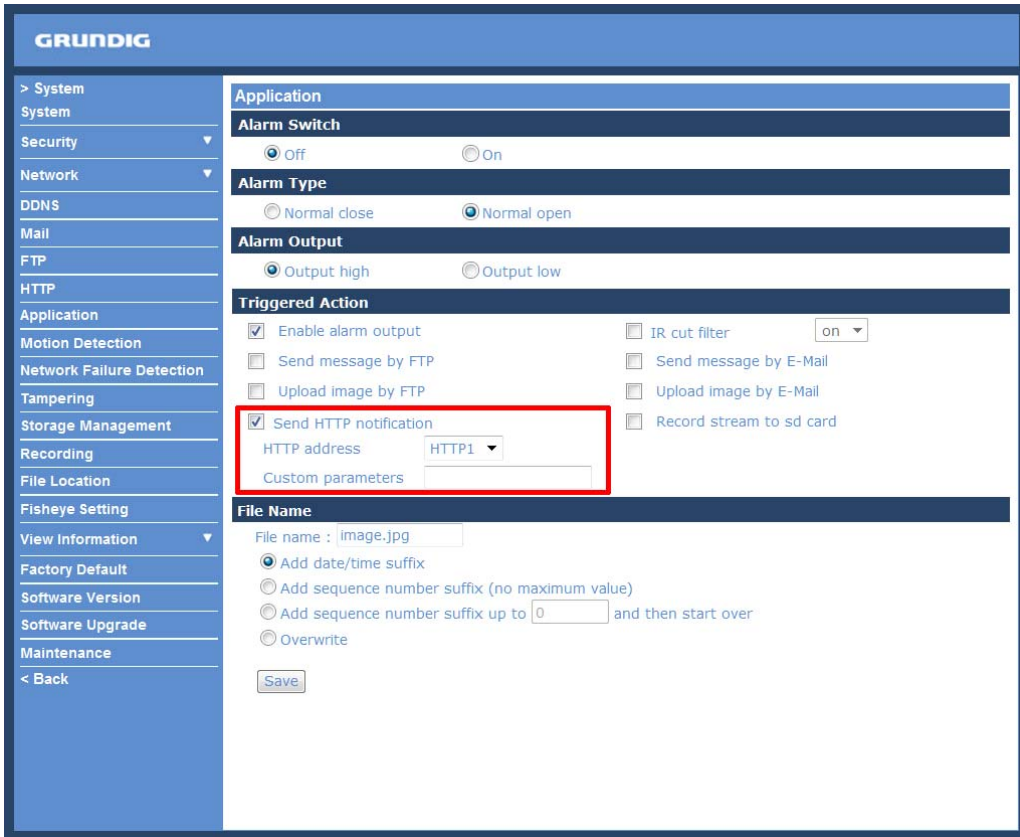 GRUNDIG
> System
System
Security
Network
DDNS
Mail
FTP
HTTP
Application
Motion Detection
Network Failure Detection
Tampering
Storage Management
Recording
File Location
Fisheye Setting
View Information
Factory Default
Software Version
Software Upgrade
Maintenance
< Back
Application
Alarm Switch
Off On
Alarm Type
Normal close Normal open
Alarm Output
Output high Output low
Triggered Action
Enable alarm output IR cut filter on
Send message by FTP Send message by E-Mail
Upload image by FTP Upload image by E-Mail
Send HTTP notification Record stream to sd card
HTTP address HTTP1
Custom parameters
File Name
File name : image.jpg
Add date/time suffix
Add sequence number suffix (no maximum value)
Add sequence number suffix up to 0 and then start over
Overwrite
Save